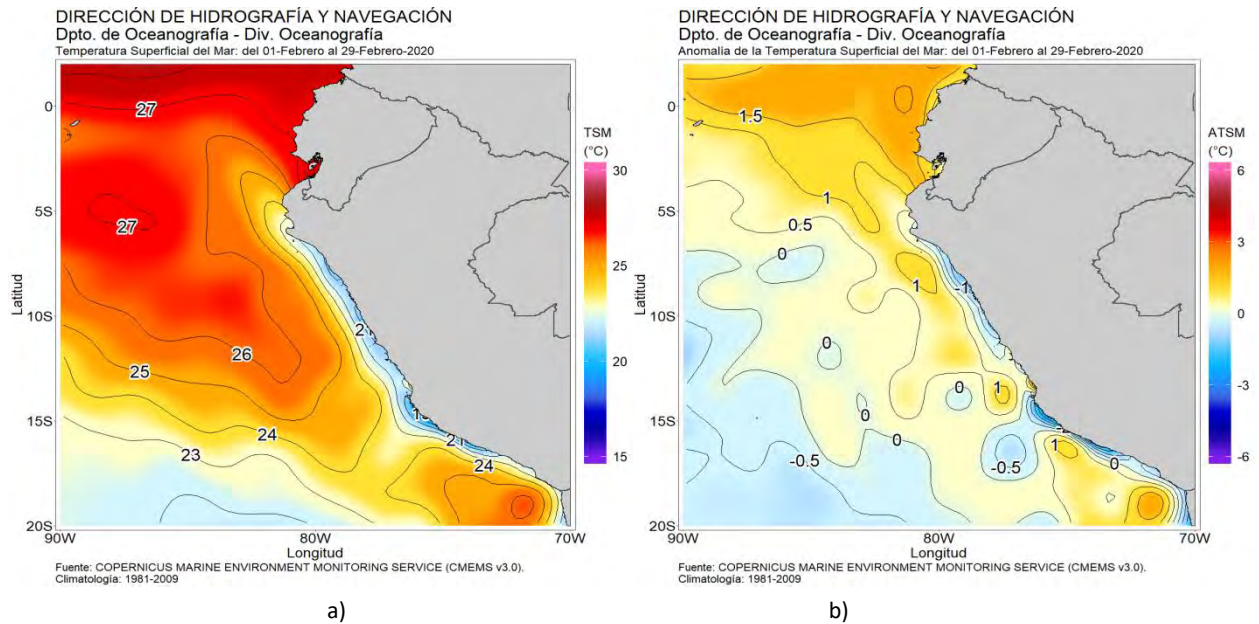 DIRECCIÓN DE HIDROGRAFÍA Y NAVEGACIÓN
Dpto. de Oceanografía - Div. Oceanografía
Temperatura Superficial del Mar: del 01-Febrero al 29-Febrero-2020
27
27
26
25
24
23
21
21
24
0
5S
10S
15S
20S
90W
80W
70W
Latitud
Longitud
TSM
(°C)
30
25
20
15
Fuente: COPERNICUS MARINE ENVIRONMENT MONITORING SERVICE (CMEMS v3.0).
Climatología: 1981-2009
a)
DIRECCIÓN DE HIDROGRAFÍA Y NAVEGACIÓN
Dpto. de Oceanografía - Div. Oceanografía
Anomalia de la Temperatura Superficial del Mar: del 01-Febrero al 29-Febrero-2020
1.5
1
0.5
0
-1
1
0
0
1
0
0
-0.5
-0.5
1
0
0
5S
10S
15S
20S
90W
80W
70W
Latitud
Longitud
ATSM
(°C)
6
3
0
-3
-6
Fuente: COPERNICUS MARINE ENVIRONMENT MONITORING SERVICE (CMEMS v3.0).
Climatología: 1981-2009
b)